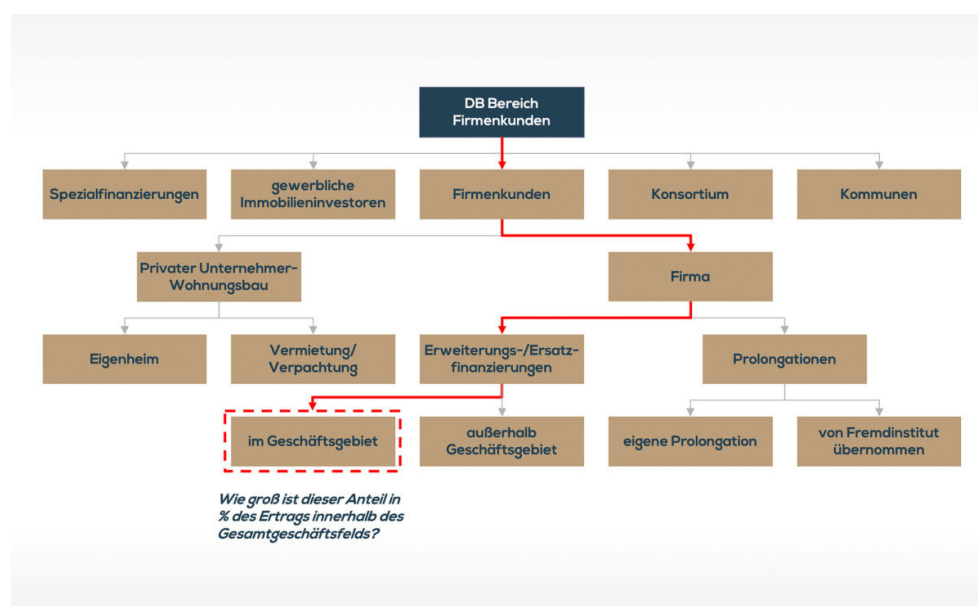 DB Bereich
Firmenkunden
Spezialfinanzierungen
gewerbliche
Immobilieninvestoren
Firmenkunden
Konsortium
Kommunen
Privater Unternehmer-
Wohnungsbau
Firma
Eigenheim
Vermietung/
Verpachtung
Erweiterungs-/Ersatz-
finanzierungen
Prolongationen
im Geschäftsgebiet
außerhalb
Geschäftsgebiet
eigene Prolongation
von Fremdinstitut
übernommen
Wie groß ist dieser Anteil in
% des Ertrags innerhalb des
Gesamtgeschäftsfelds?